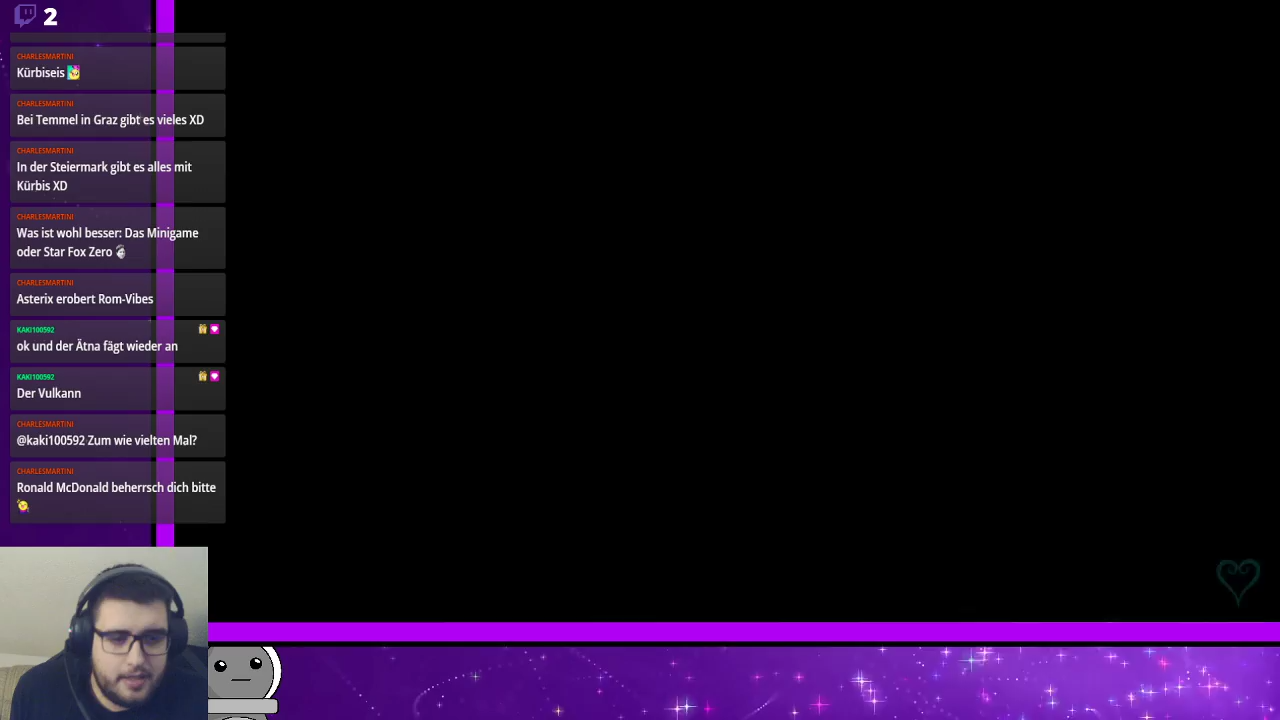 2
CHARLESMARTINI
Kürbiseis
CHARLESMARTINI
Bei Temmel in Graz gibt es vieles XD
CHARLESMARTINI
In der Steiermark gibt es alles mit
Kürbis XD
CHARLESMARTINI
Was ist wohl besser: Das Minigame
oder Star Fox Zero
CHARLESMARTINI
Asterix erobert Rom-Vibes
KAKI100592
ok und der Ätna fägt wieder an
KAKI100592
Der Vulkann
CHARLESMARTINI
@kaki100592 Zum wie vielten Mal?
CHARLESMARTINI
Ronald McDonald beherrsch dich bitte